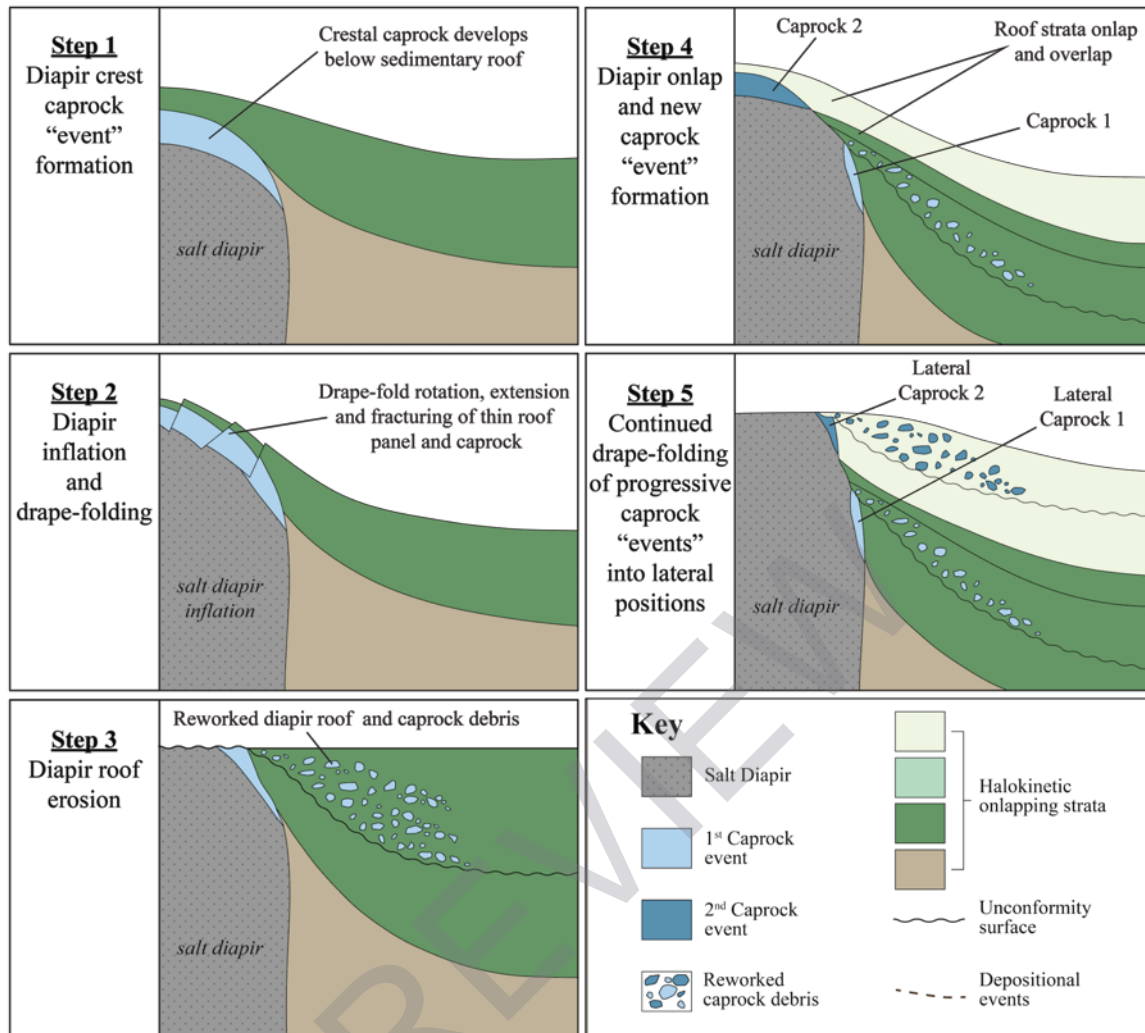 Step 1
Diapir crest
caprock
“event”
formation
Crestal caprock develops
below sedimentary roof
salt diapir
Step 2
Diapir
inflation
and
drape-folding
Drape-fold rotation, extension
and fracturing of thin roof
panel and caprock
salt diapir
inflation
Step 3
Diapir roof
erosion
Reworked diapir roof and caprock debris
salt diapir
Step 4
Diapir onlap
and new
caprock
“event”
formation
Caprock 2
Roof strata onlap
and overlap
Caprock 1
salt diapir
Step 5
Continued
drape-folding
of progressive
caprock
“events”
into lateral
positions
Lateral
Caprock 2
Lateral
Caprock 1
salt diapir
Key
Salt Diapir
1st Caprock
event
2nd Caprock
event
Reworked
caprock debris
Halokinetic
onlapping strata
Unconformity
surface
Depositional
events
REVIEW